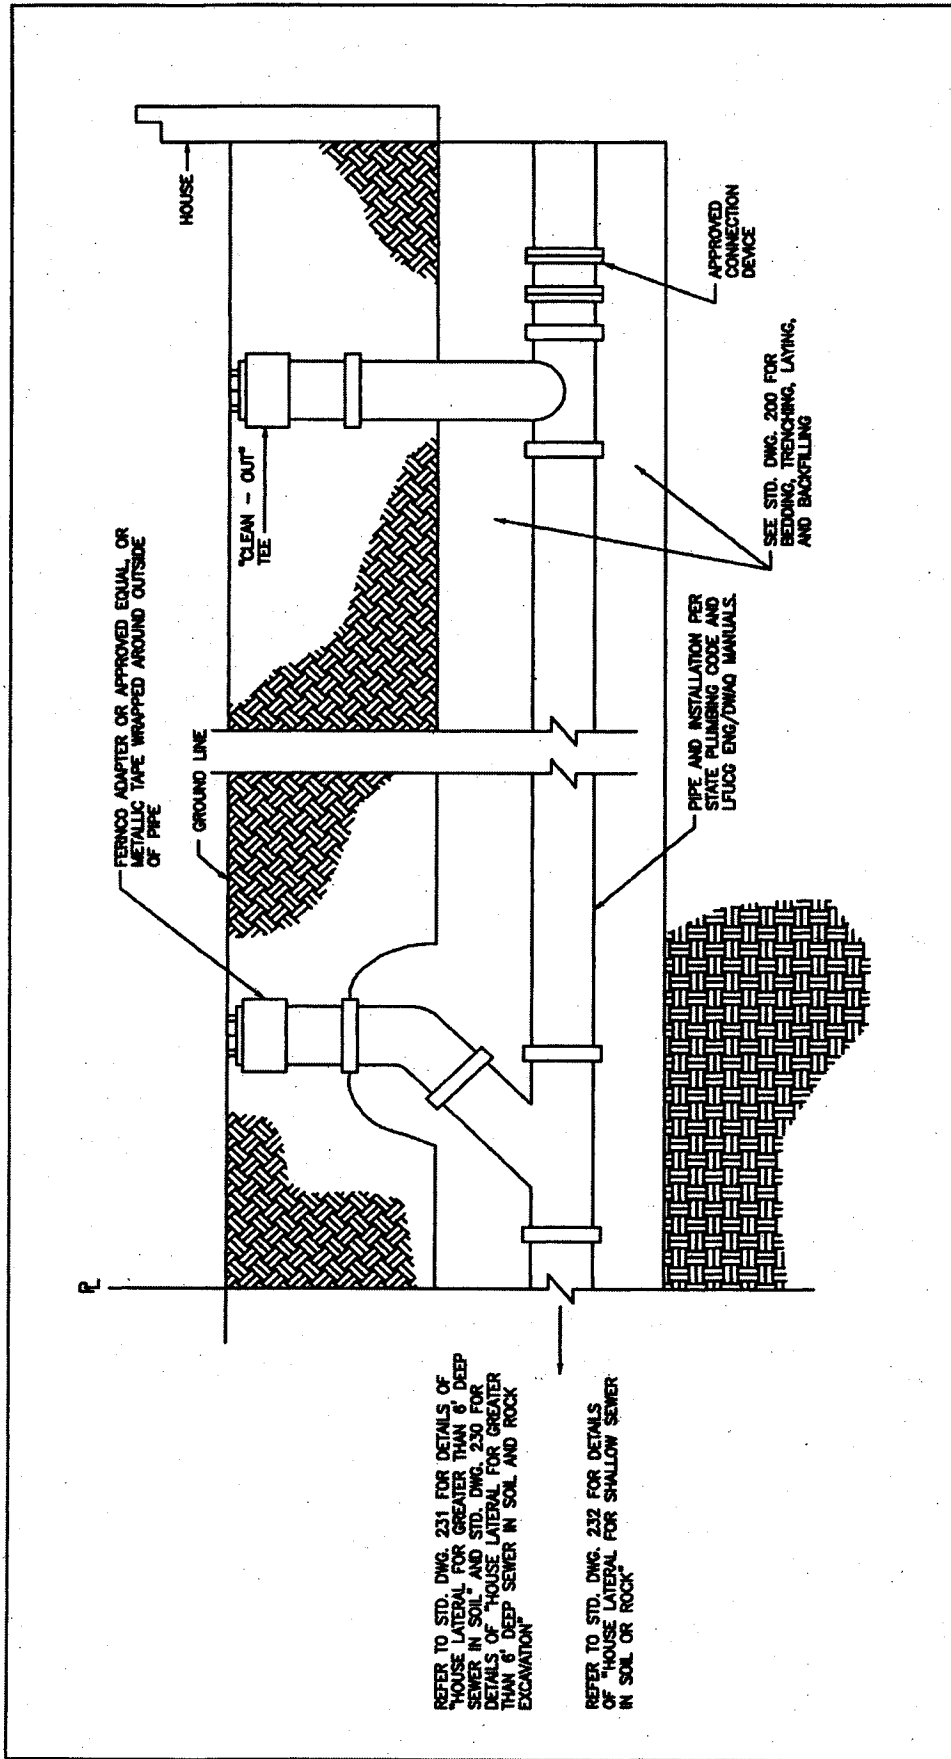 HOUSE
"CLEAN - OUT"
TEE
FERNCO ADAPTER OR APPROVED EQUAL, OR
METALLIC TAPE WRAPPED AROUND OUTSIDE
OF PIPE
GROUND LINE
PL
APPROVED
CONNECTION
DEVICE
SEE STD. DWG. 200 FOR
BEDDING, TRENCHING, LAYING,
AND BACKFILLING
PIPE AND INSTALLATION PER
STATE PLUMBING CODE AND
LFUCG ENG/DWAQ MANUALS.
REFER TO STD. DWG. 231 FOR DETAILS OF
"HOUSE LATERAL FOR GREATER THAN 6' DEEP
SEWER IN SOIL" AND STD. DWG. 230 FOR
DETAILS OF "HOUSE LATERAL FOR GREATER
THAN 6' DEEP SEWER IN SOIL AND ROCK
EXCAVATION"
REFER TO STD. DWG. 232 FOR DETAILS
OF "HOUSE LATERAL FOR SHALLOW SEWER
IN SOIL OR ROCK"